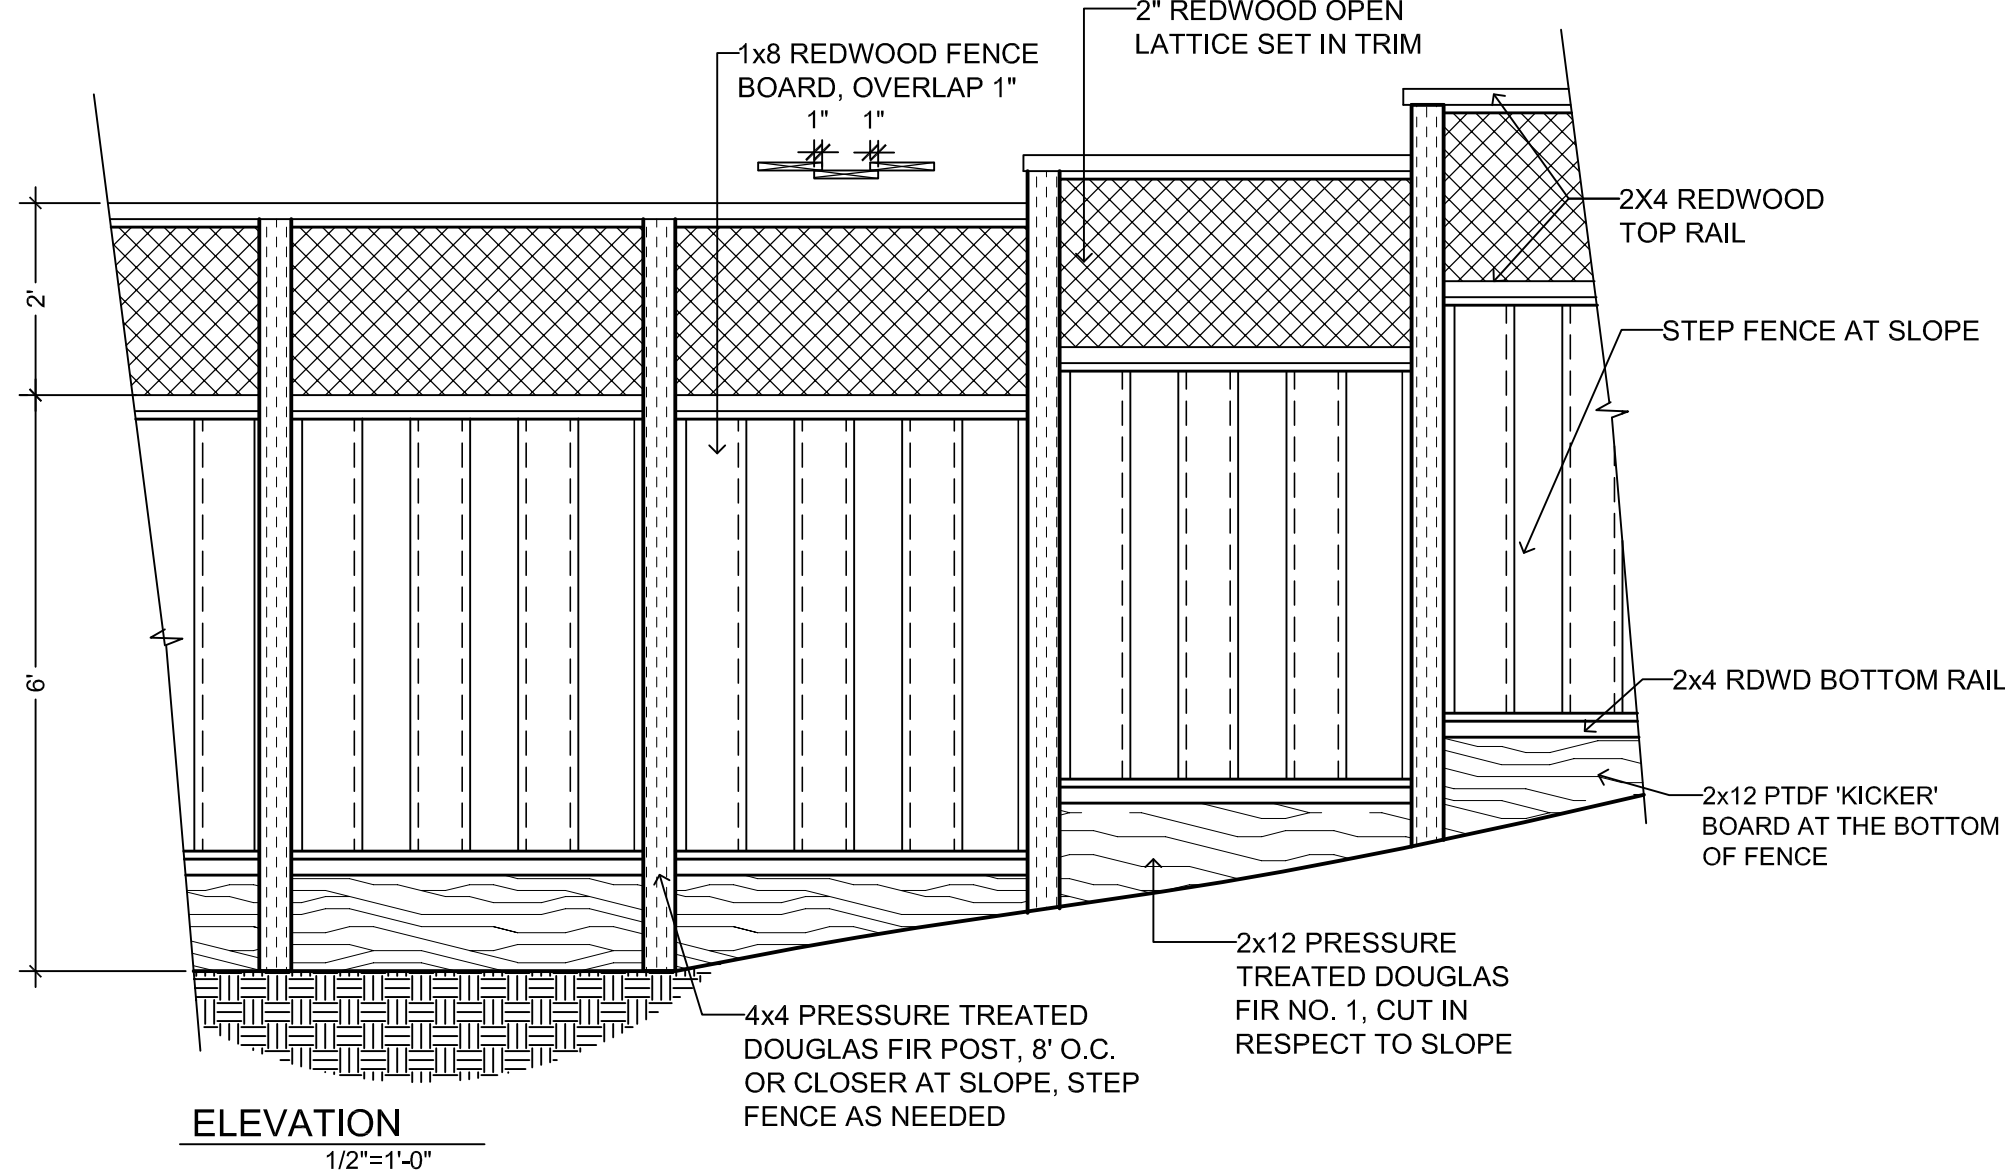 2" REDWOOD OPEN
LATTICE SET IN TRIM
1x8 REDWOOD FENCE
BOARD, OVERLAP 1"
1" 1"
2X4 REDWOOD
TOP RAIL
2'
STEP FENCE AT SLOPE
6'
2x4 RDWD BOTTOM RAIL
2x12 PTDF 'KICKER'
BOARD AT THE BOTTOM
OF FENCE
2x12 PRESSURE
TREATED DOUGLAS
FIR NO. 1, CUT IN
RESPECT TO SLOPE
4x4 PRESSURE TREATED
DOUGLAS FIR POST, 8' O.C.
OR CLOSER AT SLOPE, STEP
FENCE AS NEEDED
ELEVATION
1/2"=1'-0"